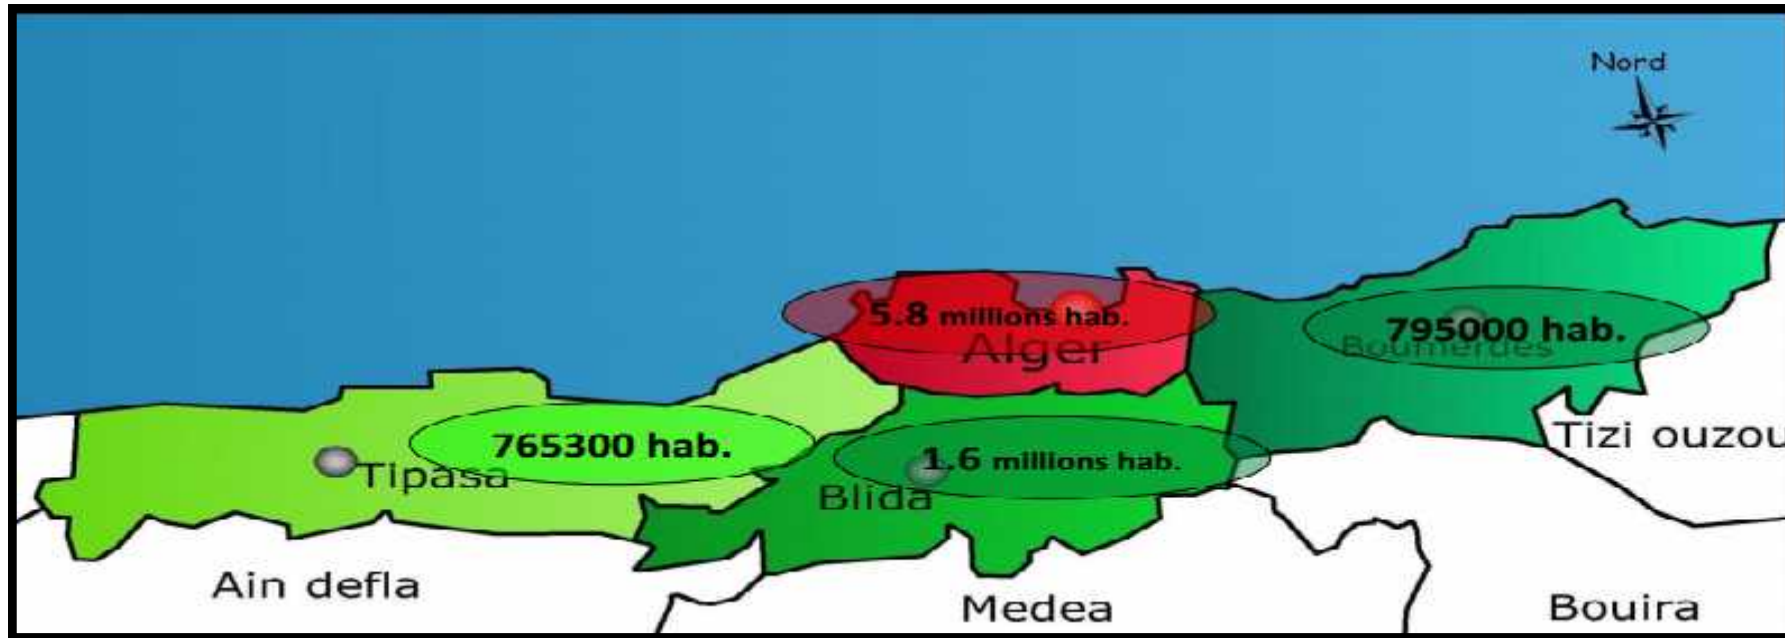 Nord
5.8 millions hab.
Alger
795000 hab.
Boumerdes
765300 hab.
Tipasa
1.6 millions hab.
Blida
Tizi ouzou
Ain defla
Medea
Bouira